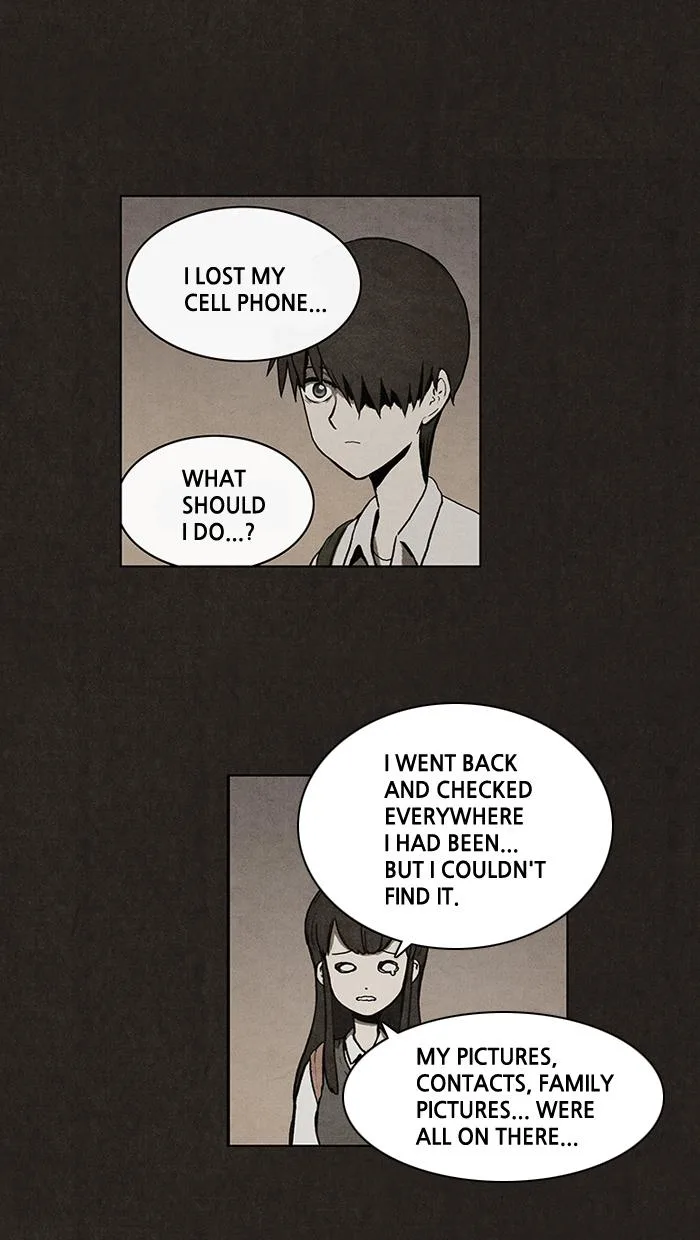 I LOST MY
CELL PHONE...
WHAT
SHOULD
I DO...?
I WENT BACK
AND CHECKED
EVERYWHERE
I HAD BEEN...
BUT I COULDN'T
FIND IT.
MY PICTURES,
CONTACTS, FAMILY
PICTURES... WERE
ALL ON THERE...